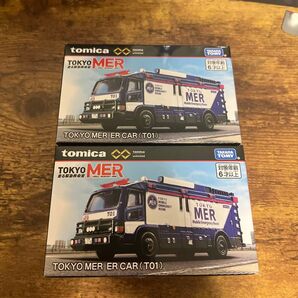 tomica
TAKARA TOMY
TOKYO MER
対象年齢
6才以上
TOKYO
MER
TOKYO MER ER CAR (T01)
tomica
TAKARA TOMY
TOKYO MER
対象年齢
6才以上
T01
TOKYO
MER
TOKYO MER ER CAR (T01)